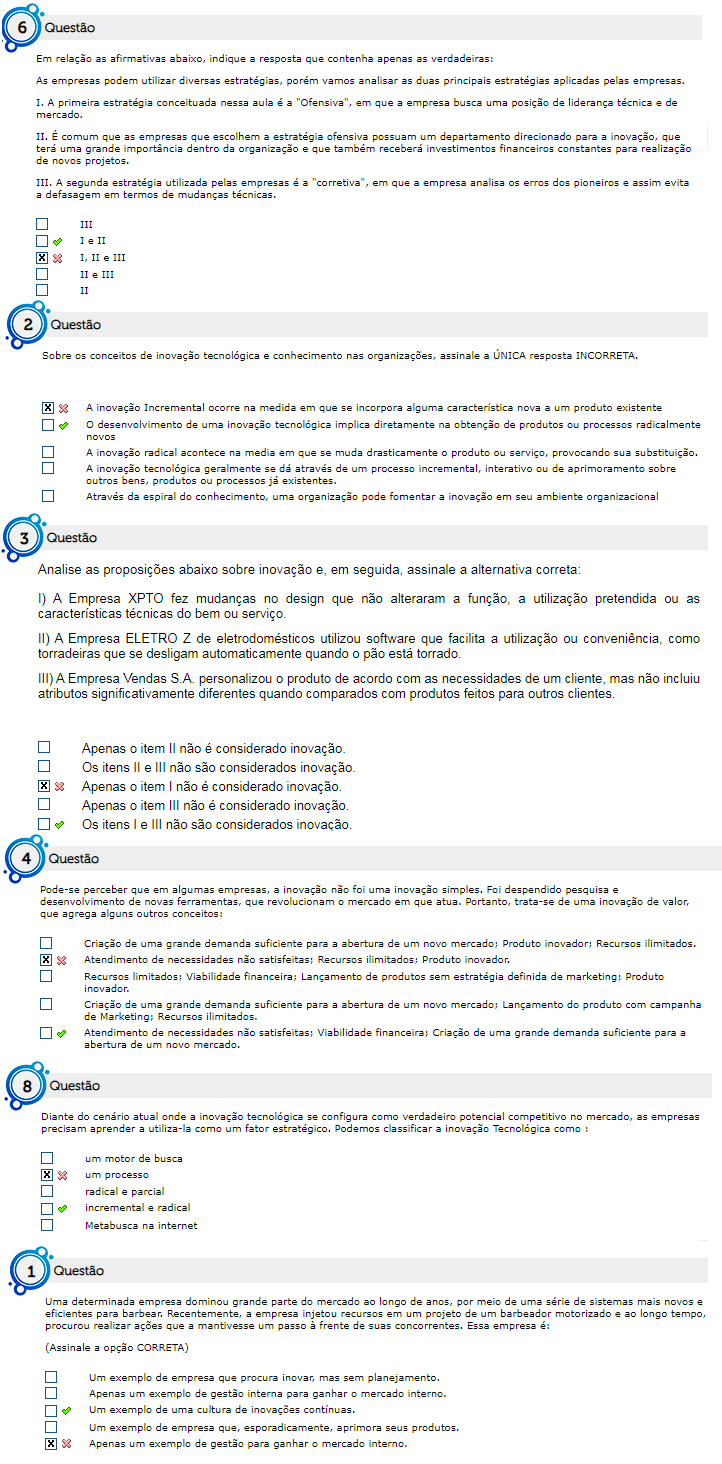 6 Questão
Em relação as afirmativas abaixo, indique a resposta que contenha apenas as verdadeiras:
As empresas podem utilizar diversas estratégias, porém vamos analisar as duas principais estratégias aplicadas pelas empresas.
I. A primeira estratégia conceituada nessa aula é a "Ofensiva", em que a empresa busca uma posição de liderança técnica e de
mercado.
II. É comum que as empresas que escolhem a estratégia ofensiva possuam um departamento direcionado para a inovação, que
terá uma grande importância dentro da organização e que também receberá investimentos financeiros constantes para realização
de novos projetos.
III. A segunda estratégia utilizada pelas empresas é a "corretiva", em que a empresa analisa os erros dos pioneiros e assim evita
a defasagem em termos de mudanças técnicas.
III
I e II
I, II e III
II e III
II
2 Questão
Sobre os conceitos de inovação tecnológica e conhecimento nas organizações, assinale a ÚNICA resposta INCORRETA.
A inovação Incremental ocorre na medida em que se incorpora alguma característica nova a um produto existente
O desenvolvimento de uma inovação tecnológica implica diretamente na obtenção de produtos ou processos radicalmente
novos
A inovação radical acontece na media em que se muda drasticamente o produto ou serviço, provocando sua substituição.
A inovação tecnológica geralmente se dá através de um processo incremental, interativo ou de aprimoramento sobre
outros bens, produtos ou processos já existentes.
Através da espiral do conhecimento, uma organização pode fomentar a inovação em seu ambiente organizacional
3 Questão
Analise as proposições abaixo sobre inovação e, em seguida, assinale a alternativa correta:
I) A Empresa XPTO fez mudanças no design que não alteraram a função, a utilização pretendida ou as
características técnicas do bem ou serviço.
II) A Empresa ELETRO Z de eletrodomésticos utilizou software que facilita a utilização ou conveniência, como
torradeiras que se desligam automaticamente quando o pão está torrado.
III) A Empresa Vendas S.A. personalizou o produto de acordo com as necessidades de um cliente, mas não incluiu
atributos significativamente diferentes quando comparados com produtos feitos para outros clientes.
Apenas o item II não é considerado inovação.
Os itens II e III não são considerados inovação.
Apenas o item I não é considerado inovação.
Apenas o item III não é considerado inovação.
Os itens I e III não são considerados inovação.
4 Questão
Pode-se perceber que em algumas empresas, a inovação não foi uma inovação simples. Foi despendido pesquisa e
desenvolvimento de novas ferramentas, que revolucionam o mercado em que atua. Portanto, trata-se de uma inovação de valor,
que agrega alguns outros conceitos:
Criação de uma grande demanda suficiente para a abertura de um novo mercado; Produto inovador; Recursos ilimitados.
Atendimento de necessidades não satisfeitas; Recursos ilimitados; Produto inovador.
Recursos limitados; Viabilidade financeira; Lançamento de produtos sem estratégia definida de marketing; Produto
inovador.
Criação de uma grande demanda suficiente para a abertura de um novo mercado; Lançamento do produto com campanha
de Marketing; Recursos ilimitados.
Atendimento de necessidades não satisfeitas; Viabilidade financeira; Criação de uma grande demanda suficiente para a
abertura de um novo mercado.
8 Questão
Diante do cenário atual onde a inovação tecnológica se configura como verdadeiro potencial competitivo no mercado, as empresas
precisam aprender a utiliza-la como um fator estratégico. Podemos classificar a inovação Tecnológica como :
um motor de busca
um processo
radical e parcial
incremental e radical
Metabusca na internet
1 Questão
Uma determinada empresa dominou grande parte do mercado ao longo de anos, por meio de uma série de sistemas mais novos e
eficientes para barbear. Recentemente, a empresa injetou recursos em um projeto de um barbeador motorizado e ao longo tempo,
procurou realizar ações que a mantivesse um passo à frente de suas concorrentes. Essa empresa é:
(Assinale a opção CORRETA)
Um exemplo de empresa que procura inovar, mas sem planejamento.
Apenas um exemplo de gestão interna para ganhar o mercado interno.
Um exemplo de uma cultura de inovações contínuas.
Um exemplo de empresa que, esporadicamente, aprimora seus produtos.
Apenas um exemplo de gestão para ganhar o mercado interno.